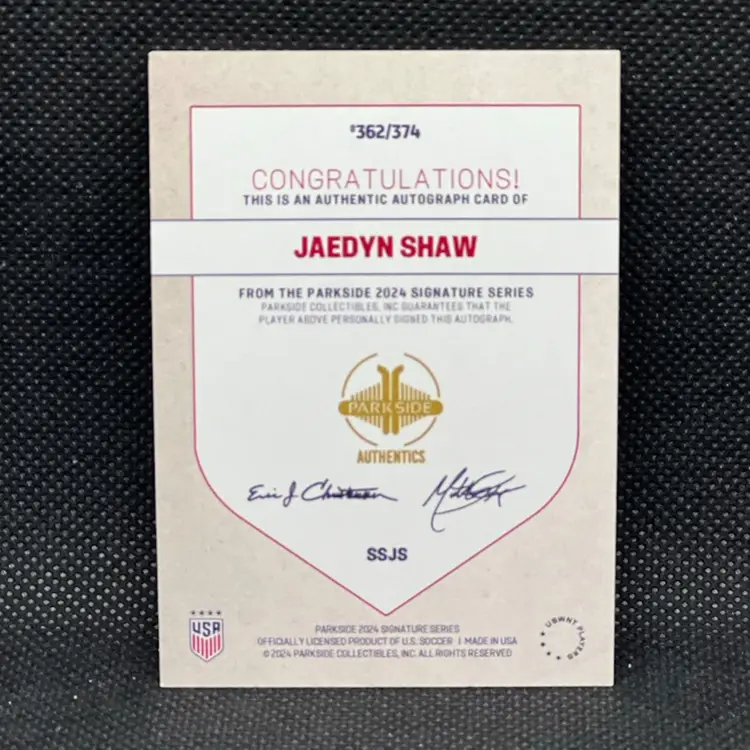 #362/374
CONGRATULATIONS!
THIS IS AN AUTHENTIC AUTOGRAPH CARD OF
JAEDYN SHAW
FROM THE PARKSIDE 2024 SIGNATURE SERIES
PARKSIDE COLLECTIBLES, INC GUARANTEES THAT THE
PLAYER ABOVE PERSONALLY SIGNED THIS AUTOGRAPH.
PARKSIDE
AUTHENTICS
Eric J
SSJS
USA
PARKSIDE 2024 SIGNATURE SERIES
OFFICIALLY LICENSED PRODUCT OF U.S. SOCCER | MADE IN USA
© 2024 PARKSIDE COLLECTIBLES, INC. ALL RIGHTS RESERVED
USWNT PLAYERS